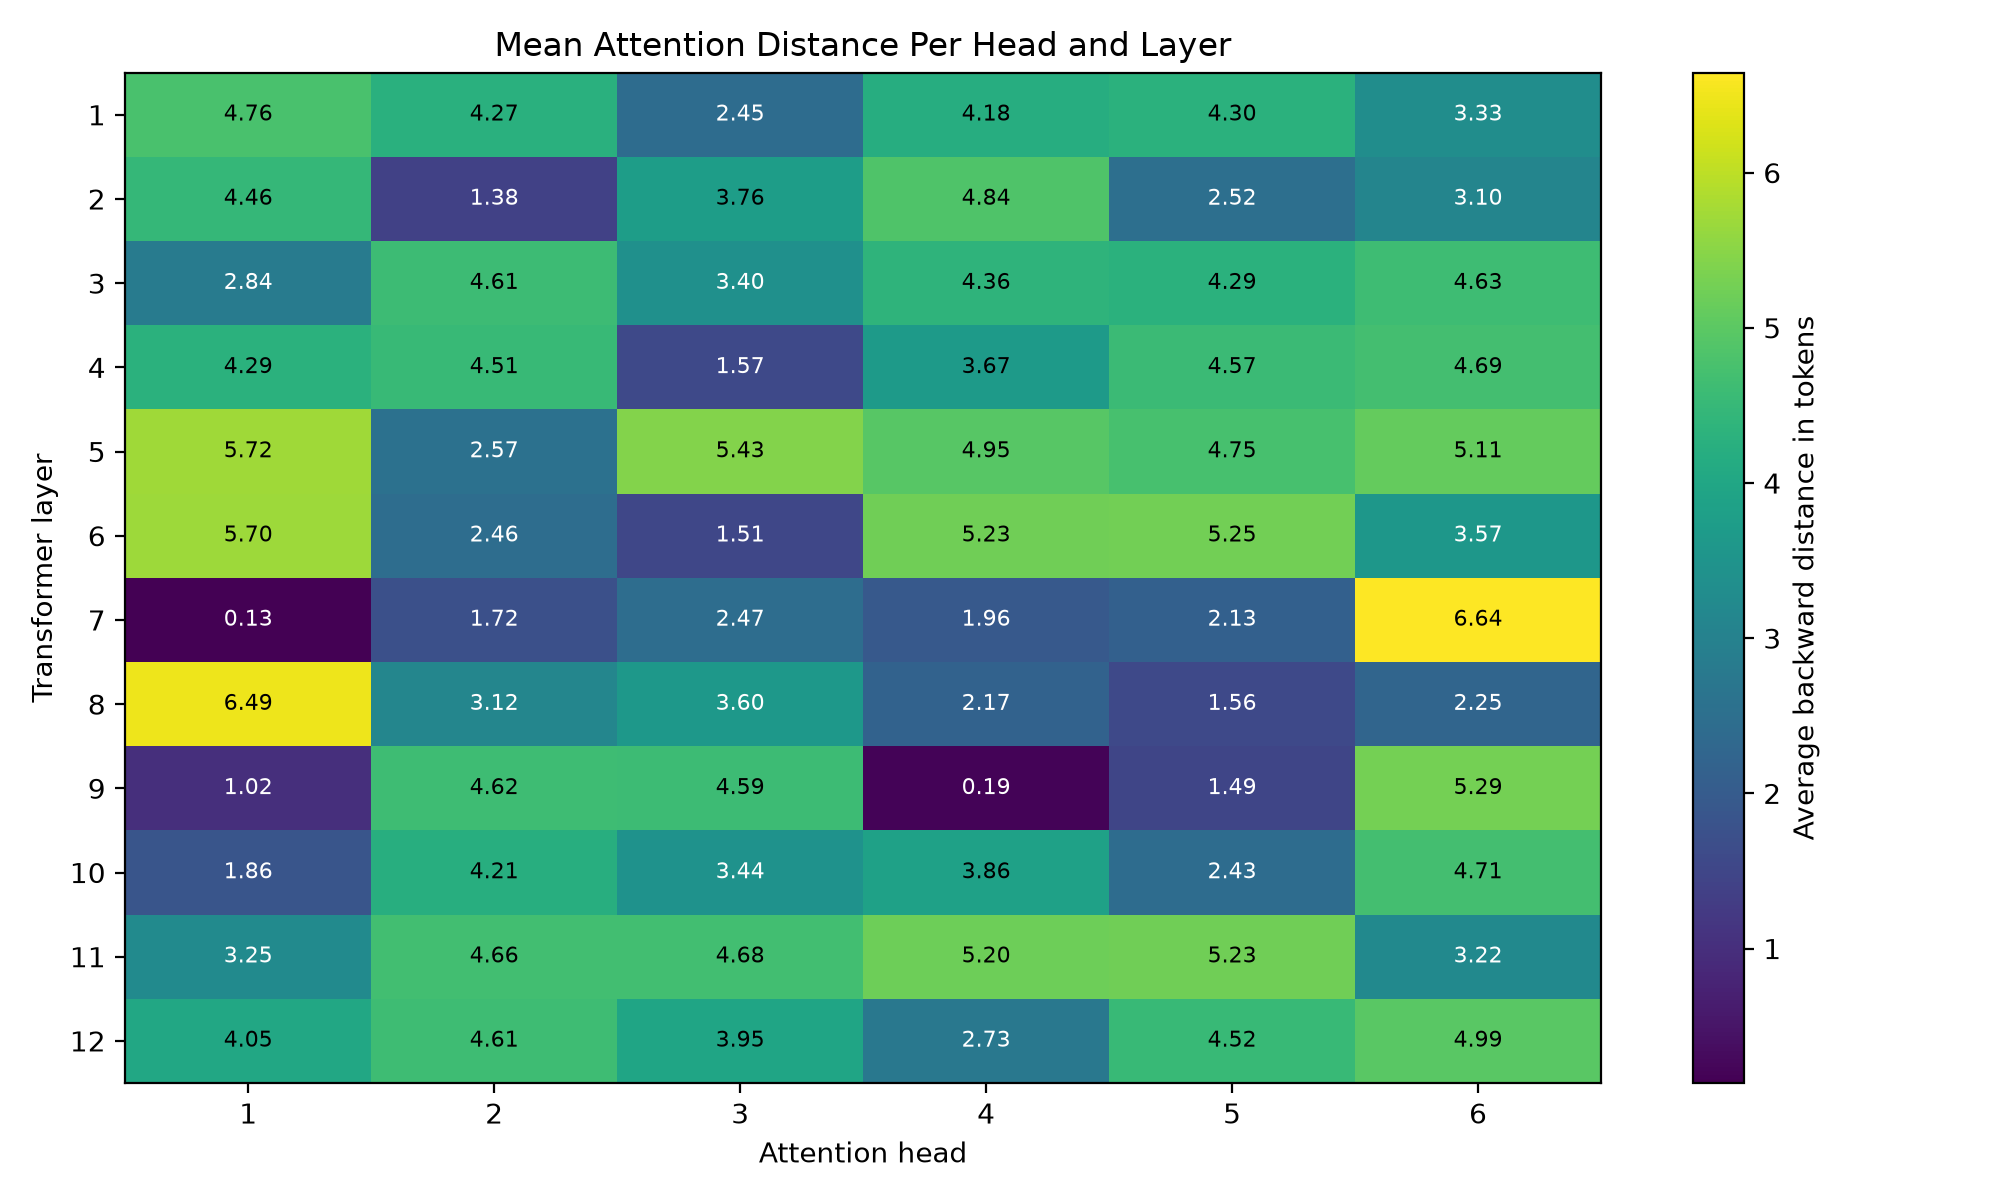 Mean Attention Distance Per Head and Layer
1 4.76 4.27 2.45 4.18 4.30 3.33
2 4.46 1.38 3.76 4.84 2.52 3.10
3 2.84 4.61 3.40 4.36 4.29 4.63
4 4.29 4.51 1.57 3.67 4.57 4.69
5 5.72 2.57 5.43 4.95 4.75 5.11
6 5.70 2.46 1.51 5.23 5.25 3.57
7 0.13 1.72 2.47 1.96 2.13 6.64
8 6.49 3.12 3.60 2.17 1.56 2.25
9 1.02 4.62 4.59 0.19 1.49 5.29
10 1.86 4.21 3.44 3.86 2.43 4.71
11 3.25 4.66 4.68 5.20 5.23 3.22
12 4.05 4.61 3.95 2.73 4.52 4.99
1 2 3 4 5 6
Attention head
Transformer layer
6
5
4
3
2
1
Average backward distance in tokens